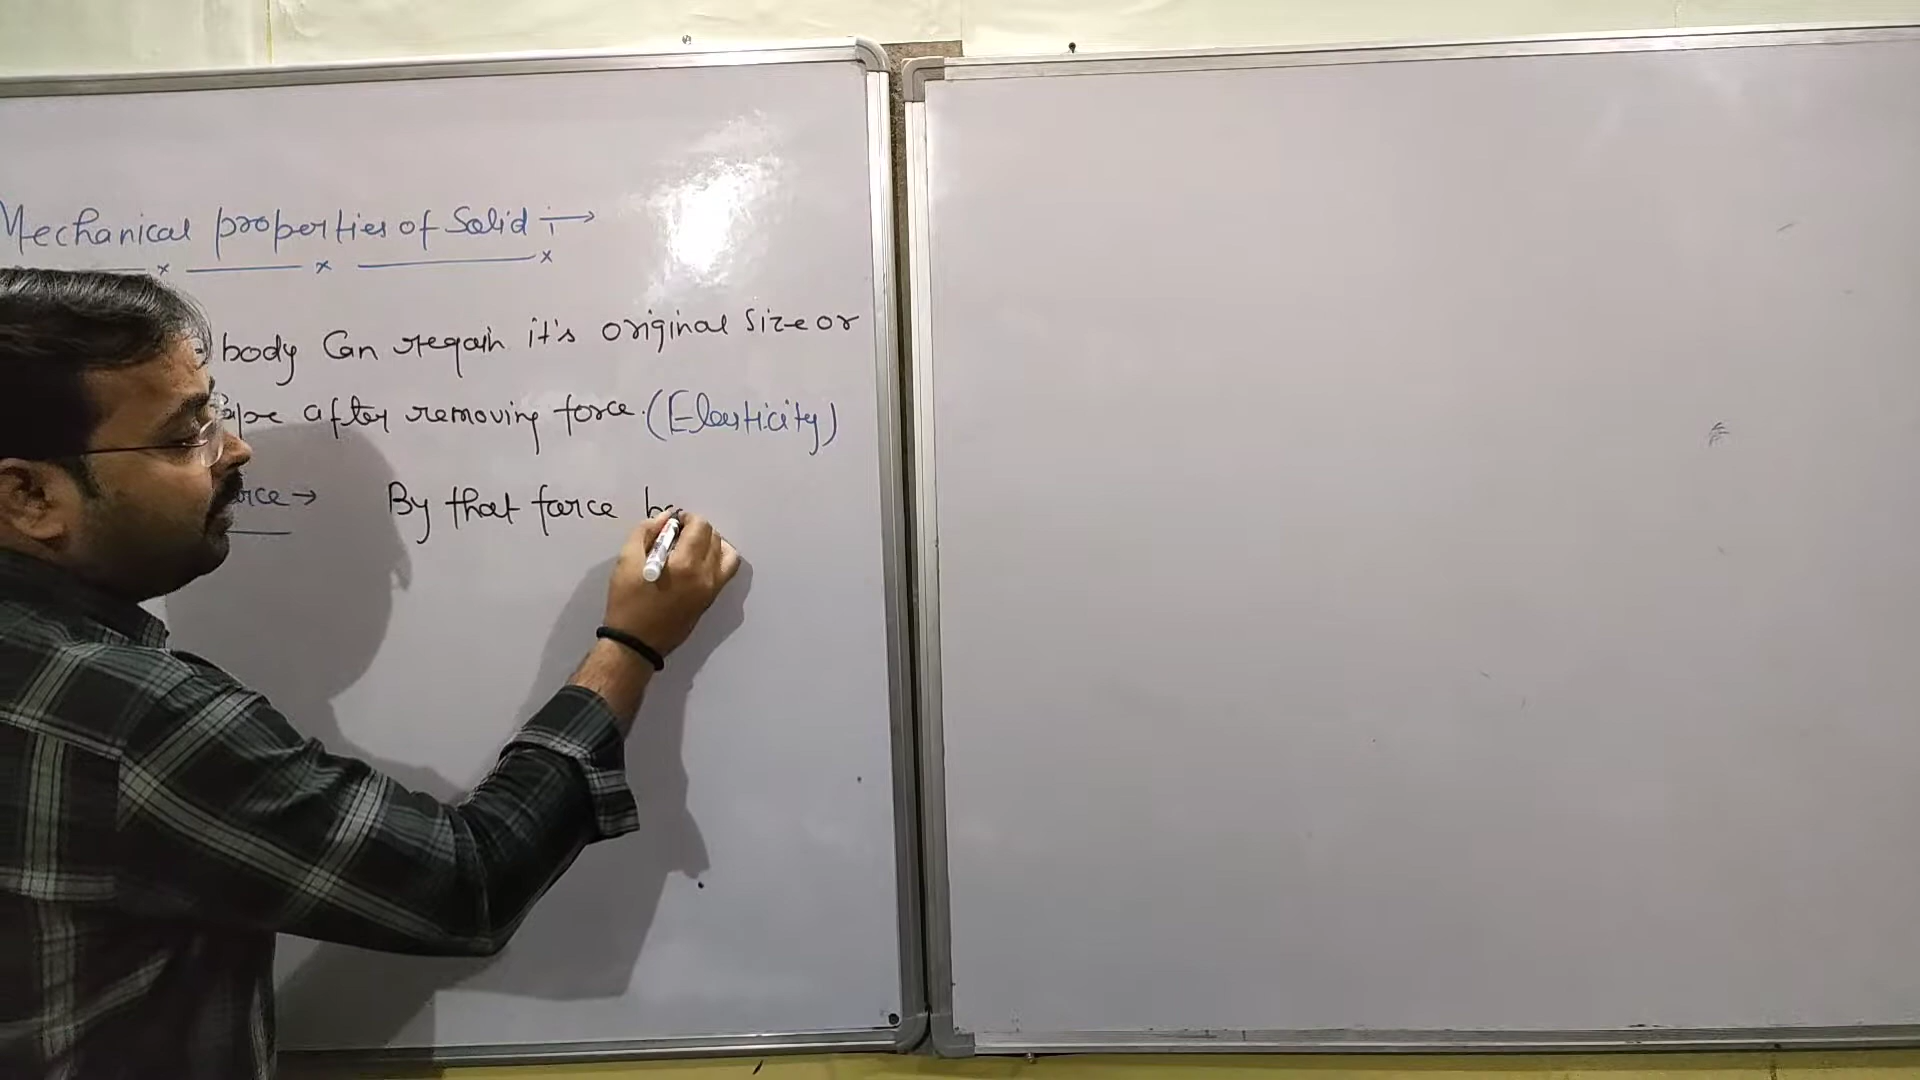 Mechanical properties of Solid :→
body Can regain it's original Size or
after removing force. (Elasticity)
→ By that force